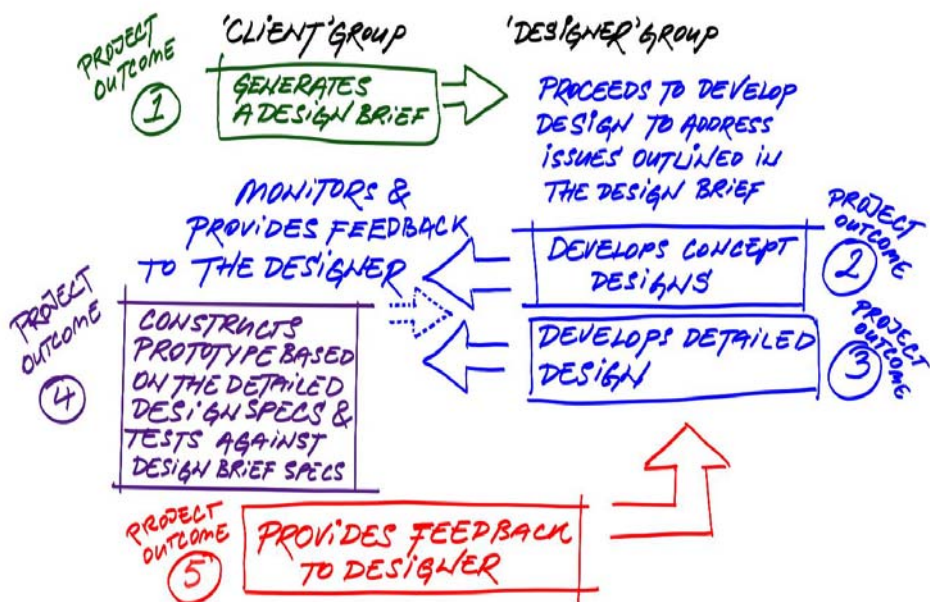 'CLIENT' GROUP
'DESIGNER' GROUP
PROJECT
OUTCOME
1
GENERATES
A DESIGN BRIEF
PROCEEDS TO DEVELOP
DESIGN TO ADDRESS
ISSUES OUTLINED IN
THE DESIGN BRIEF
MONITORS &
PROVIDES FEEDBACK
TO THE DESIGNER
DEVELOPS CONCEPT
DESIGNS
PROJECT
OUTCOME
2
DEVELOPS DETAILED
DESIGN
PROJECT
OUTCOME
3
PROJECT
OUTCOME
4
CONSTRUCTS
PROTOTYPE BASED
ON THE DETAILED
DESIGN SPECS &
TESTS AGAINST
DESIGN BRIEF SPECS
PROJECT
OUTCOME
5
PROVIDES FEEDBACK
TO DESIGNER